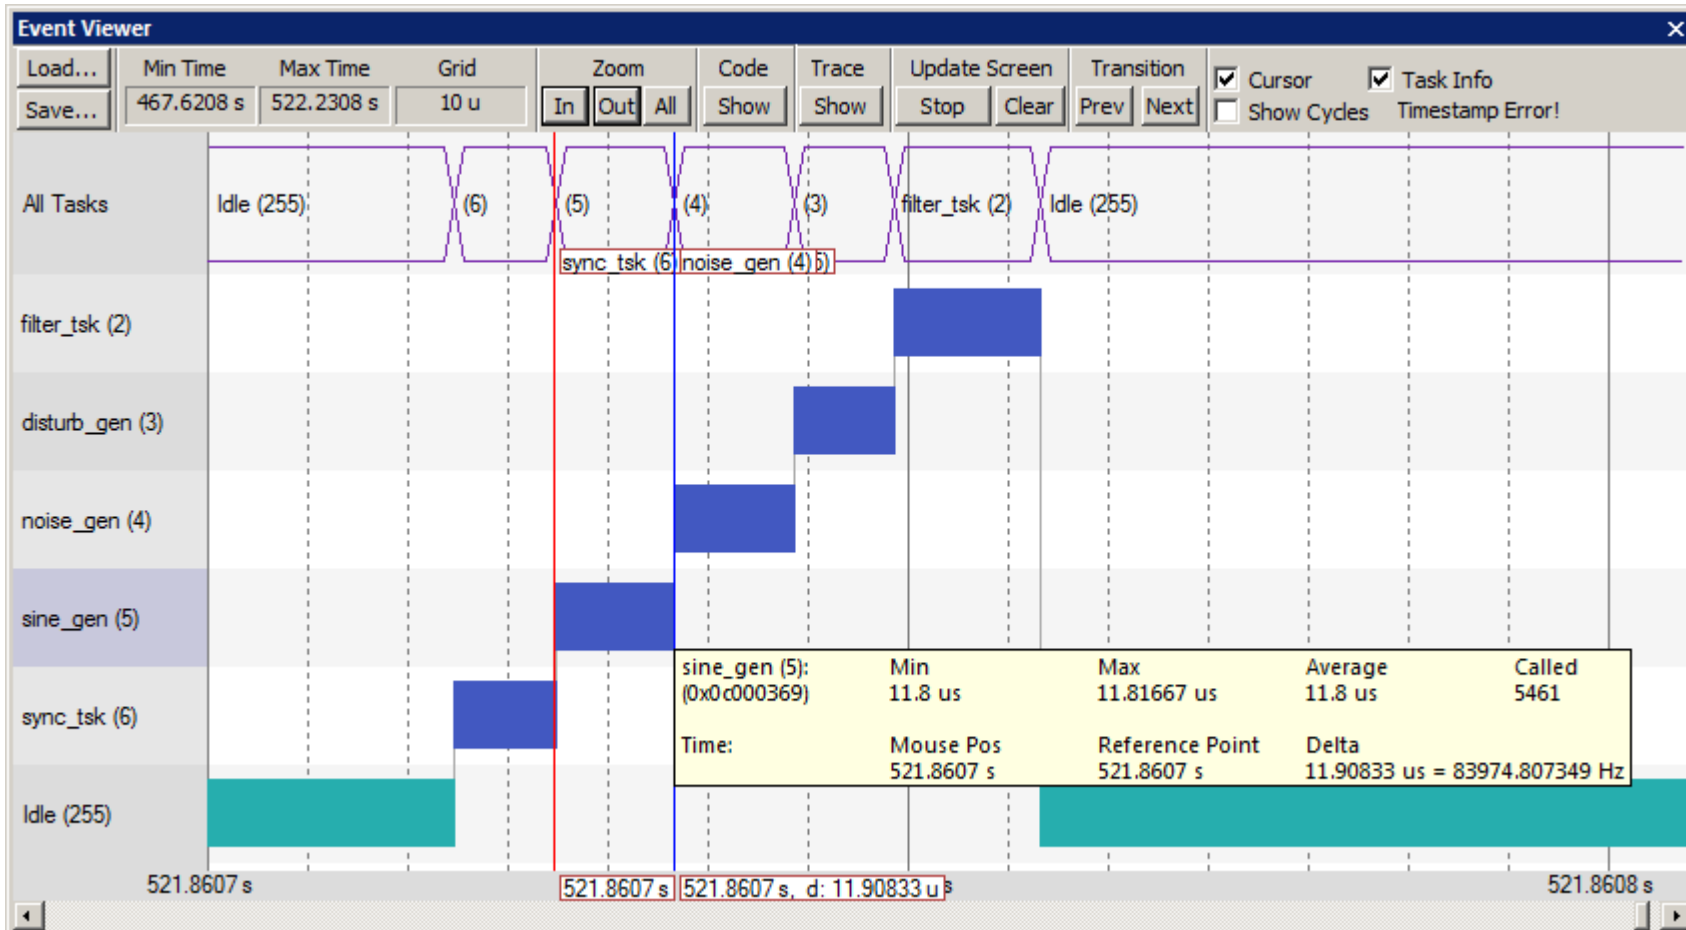 Event Viewer
Load... Min Time Max Time Grid Zoom Code Trace Update Screen Transition Cursor Task Info
Save... 467.6208 s 522.2308 s 10 u In Out All Show Show Stop Clear Prev Next Show Cycles Timestamp Error!
All Tasks Idle (255) (6) (5) (4) (3) filter_tsk (2) Idle (255)
sync_tsk (6) noise_gen (4) 5)
filter_tsk (2)
disturb_gen (3)
noise_gen (4)
sine_gen (5)
sine_gen (5): Min Max Average Called
(0x0c000369) 11.8 us 11.81667 us 11.8 us 5461
sync_tsk (6)
Time: Mouse Pos Reference Point Delta
521.8607 s 521.8607 s 11.90833 us = 83974.807349 Hz
Idle (255)
521.8607 s 521.8607 s 521.8607 s, d: 11.90833 u s 521.8608 s